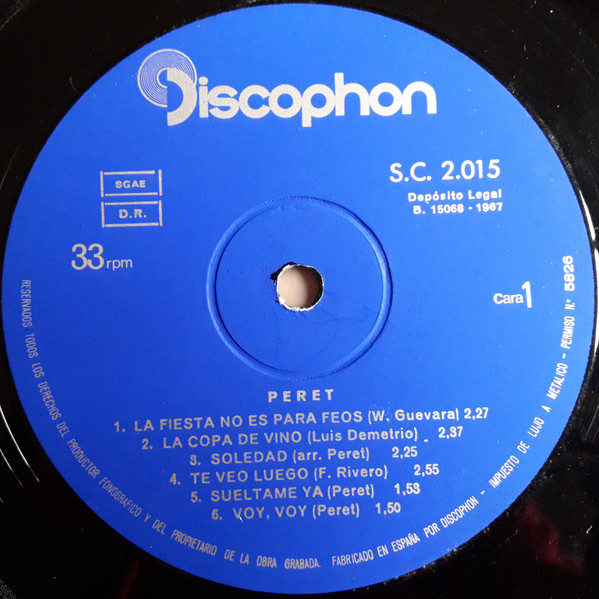 Discophon
S.C. 2.015
Depósito Legal
B. 15068 - 1967
SGAE
D.R.
33 rpm
Cara 1
PERET
1. LA FIESTA NO ES PARA FEOS (W. Guevara) 2,27
2. LA COPA DE VINO (Luis Demetrio) 2,37
3. SOLEDAD (arr. Peret) 2,25
4. TE VEO LUEGO (F. Rivero) 2,55
5. SUELTAME YA (Peret) 1,53
6. VOY, VOY (Peret) 1,50
RESERVADOS TODOS LOS DERECHOS DEL PRODUCTOR FONOGRAFICO Y DEL PROPIETARIO DE LA OBRA GRABADA. FABRICADO EN ESPAÑA POR DISCOPHON - IMPUESTO DE LUJO A METALICO - PERMISO N.º 5826